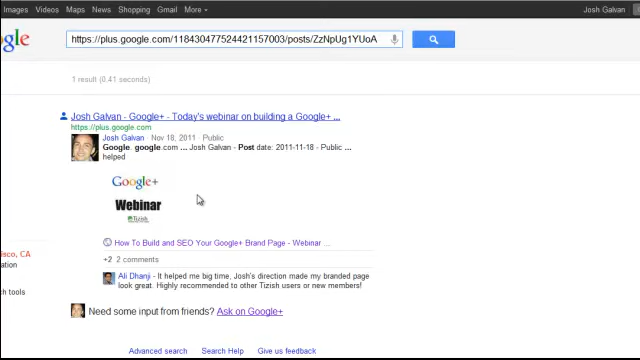 Images Videos Maps News Shopping Gmail More Josh Galvan
gle https://plus.google.com/118430477524421157003/posts/ZzNpUg1YUoA
1 result (0.41 seconds)
Josh Galvan - Google+ - Today's webinar on building a Google+ ...
https://plus.google.com
Josh Galvan Nov 18, 2011 Public
Google. google.com ... Josh Galvan - Post date: 2011-11-18 - Public ...
helped
Google+
Webinar
Tizish
How To Build and SEO Your Google+ Brand Page - Webinar ...
+2 2 comments
Ali Dhanji - It helped me big time, Josh's direction made my branded page
look great. Highly recommended to other Tizish users or new members!
isco, CA
ation
ch tools
Need some input from friends? Ask on Google+
Advanced search Search Help Give us feedback